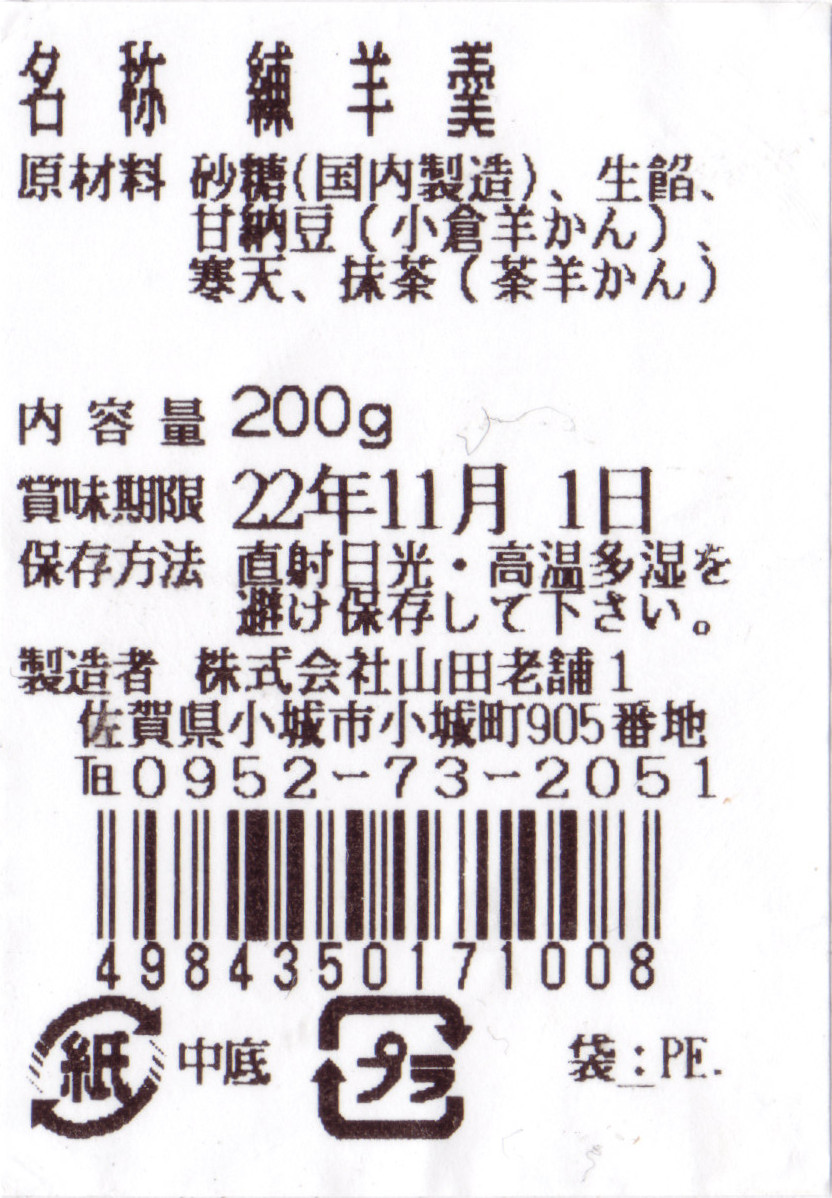 名称 練羊羹
原材料 砂糖(国内製造)、生餡、
甘納豆(小倉羊かん)、
寒天、抹茶(茶羊かん)
内容量 200g
賞味期限 22年11月 1日
保存方法 直射日光・高温多湿を
避け保存して下さい。
製造者 株式会社山田老舗1
佐賀県小城市小城町905番地
℡0952-73-2051
4984350171008
紙 中底 プラ 袋:PE.